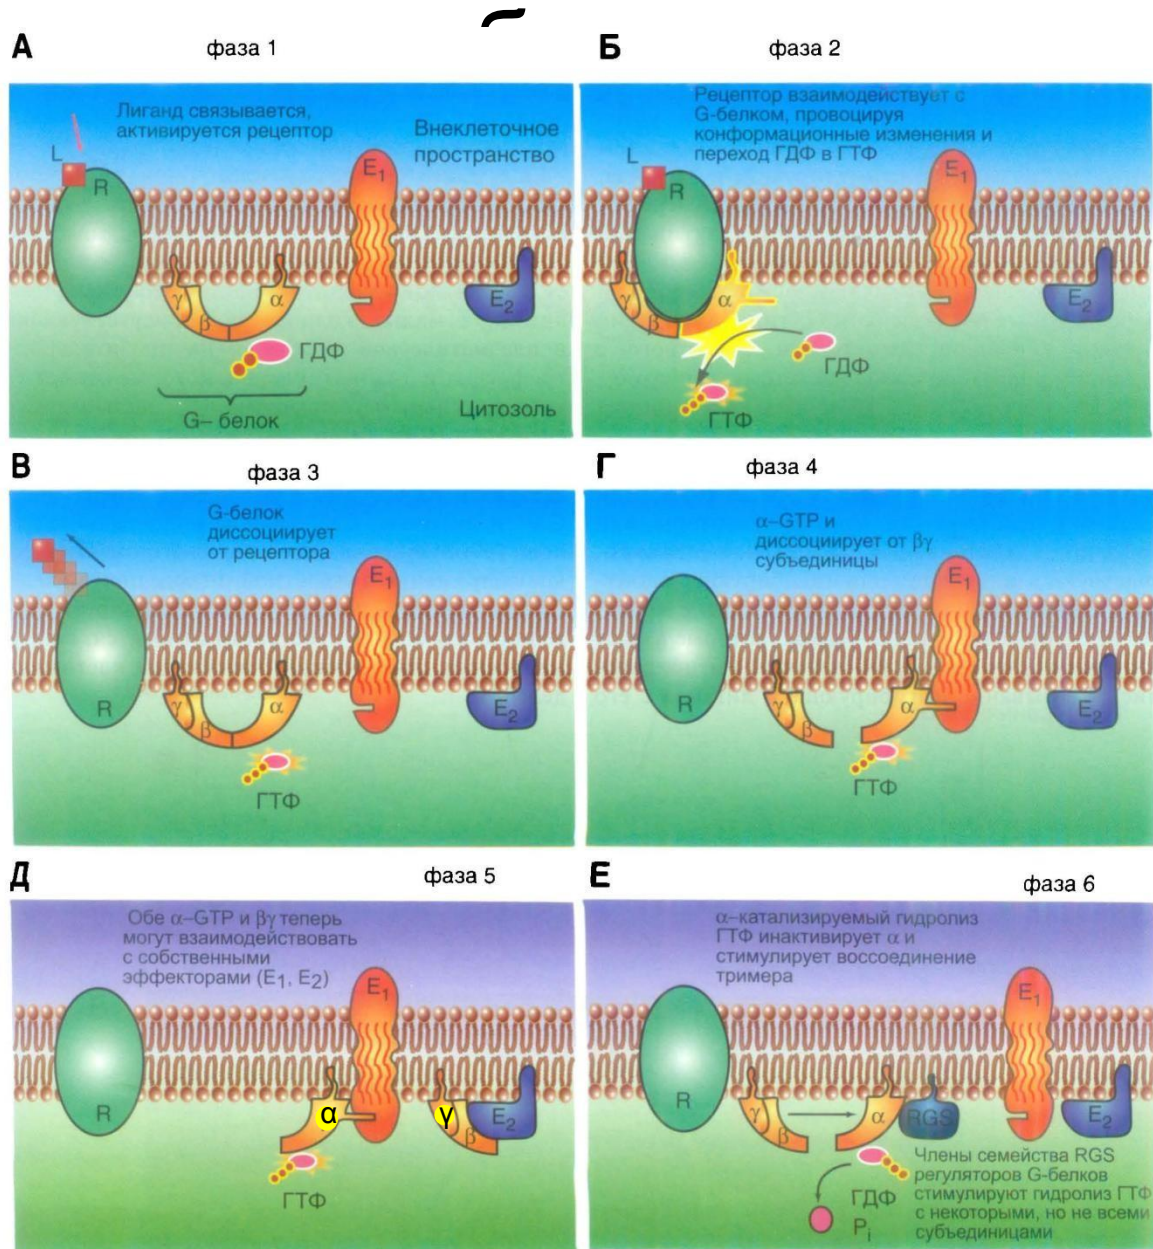 А
фаза 1
Лиганд связывается,
активируется рецептор
Внеклеточное
пространство
L
R
E1
γ
β
α
E2
ГДФ
G– белок
Цитозоль
Б
фаза 2
Рецептор взаимодействует с
G-белком, провоцируя
конформационные изменения и
переход ГДФ в ГТФ
L
R
E1
γ
β
α
E2
ГДФ
ГТФ
В
фаза 3
G-белок
диссоциирует
от рецептора
E1
R
γ
β
α
E2
ГТФ
Г
фаза 4
α–GTP и
диссоциирует от βγ
субъединицы
E1
R
γ
β
α
E2
ГТФ
Д
фаза 5
Обе α–GTP и βγ теперь
могут взаимодействовать
с собственными
эффекторами (E1, E2)
E1
R
α
γ
β
E2
ГТФ
Е
фаза 6
α–катализируемый гидролиз
ГТФ инактивирует α и
стимулирует воссоединение
тримера
E1
R
γ
β
α
RGS
E2
ГДФ
Pi
Члены семейства RGS
регуляторов G-белков
стимулируют гидролиз ГТФ
с некоторыми, но не всеми
субъединицами